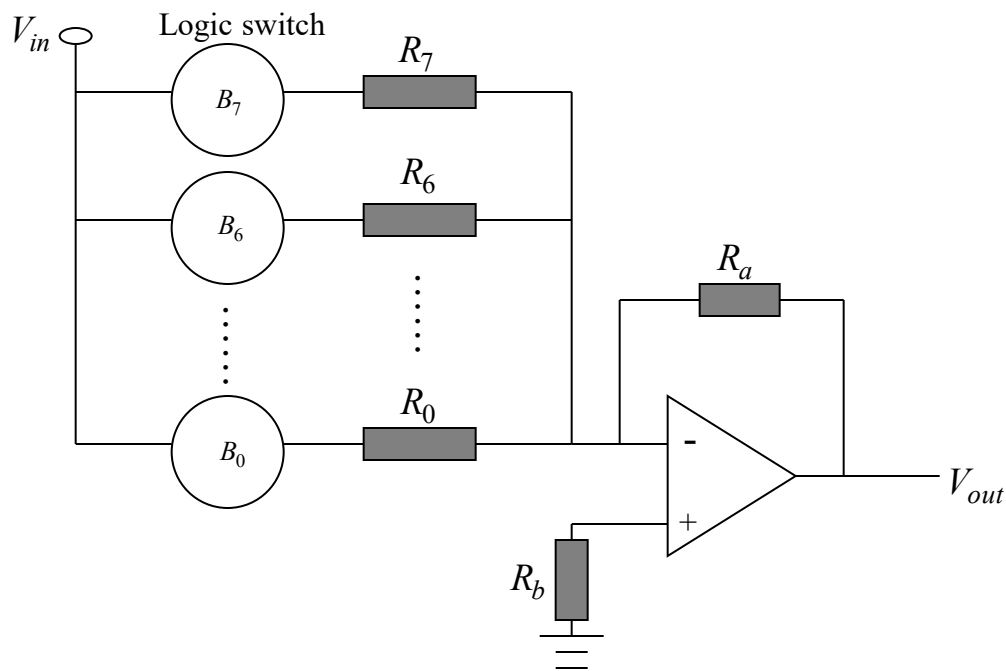 V_in
Logic switch
R_7
B_7
R_6
B_6
R_a
R_0
B_0
-
+
V_out
R_b